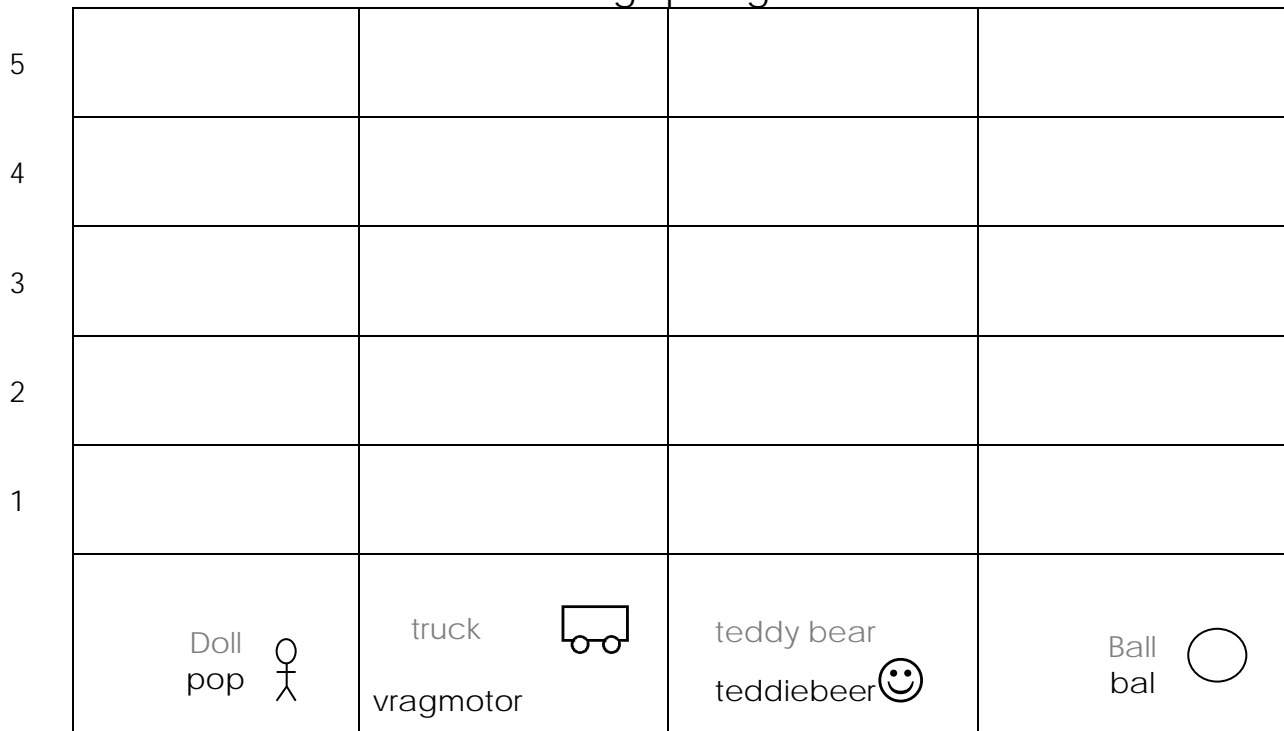 5
4
3
2
1
Doll
pop
truck
vragmotor
teddy bear
teddiebeer
Ball
bal